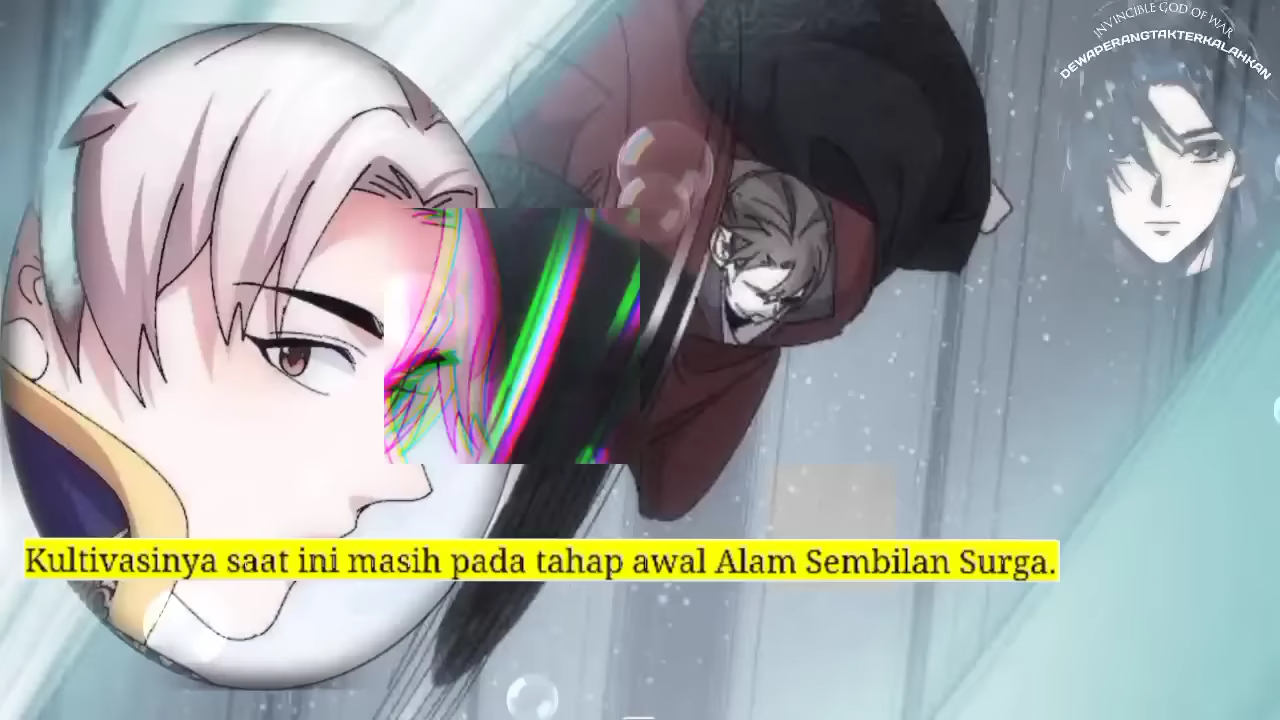 INVINCIBLE GOD OF WAR
DEWAPERANGTAKTERKALAHKAN
Kultivasinya saat ini masih pada tahap awal Alam Sembilan Surga.